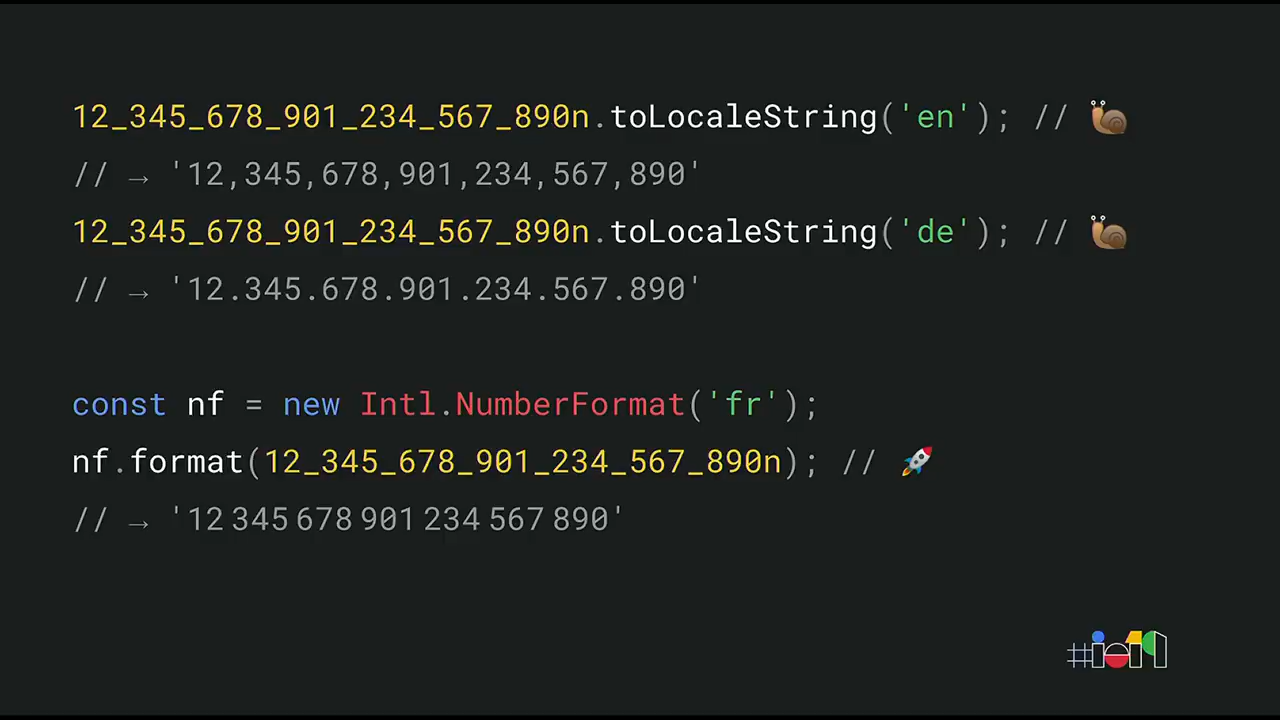 12_345_678_901_234_567_890n.toLocaleString('en'); // 🐌
// → '12,345,678,901,234,567,890'
12_345_678_901_234_567_890n.toLocaleString('de'); // 🐌
// → '12.345.678.901.234.567.890'
const nf = new Intl.NumberFormat('fr');
nf.format(12_345_678_901_234_567_890n); // 🚀
// → '12 345 678 901 234 567 890'
#io19